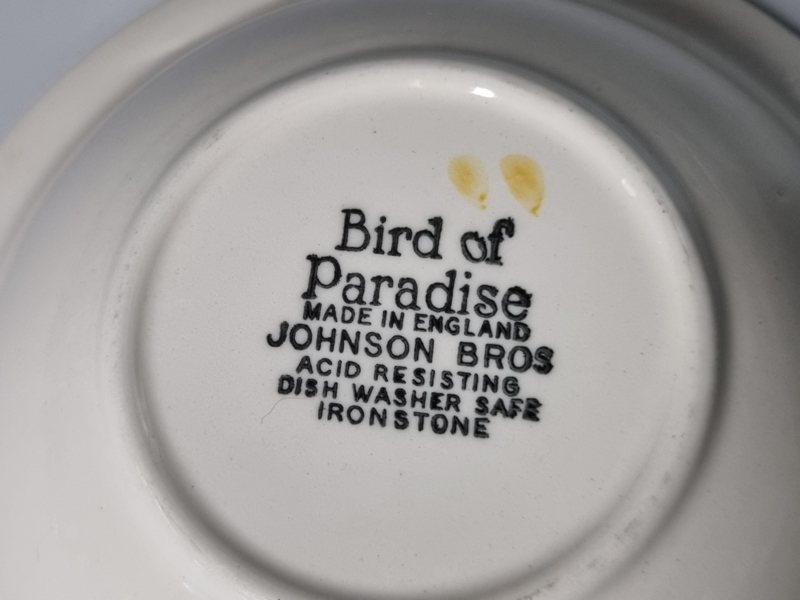 Bird of
Paradise
MADE IN ENGLAND
JOHNSON BROS
ACID RESISTING
DISH WASHER SAFE
IRONSTONE